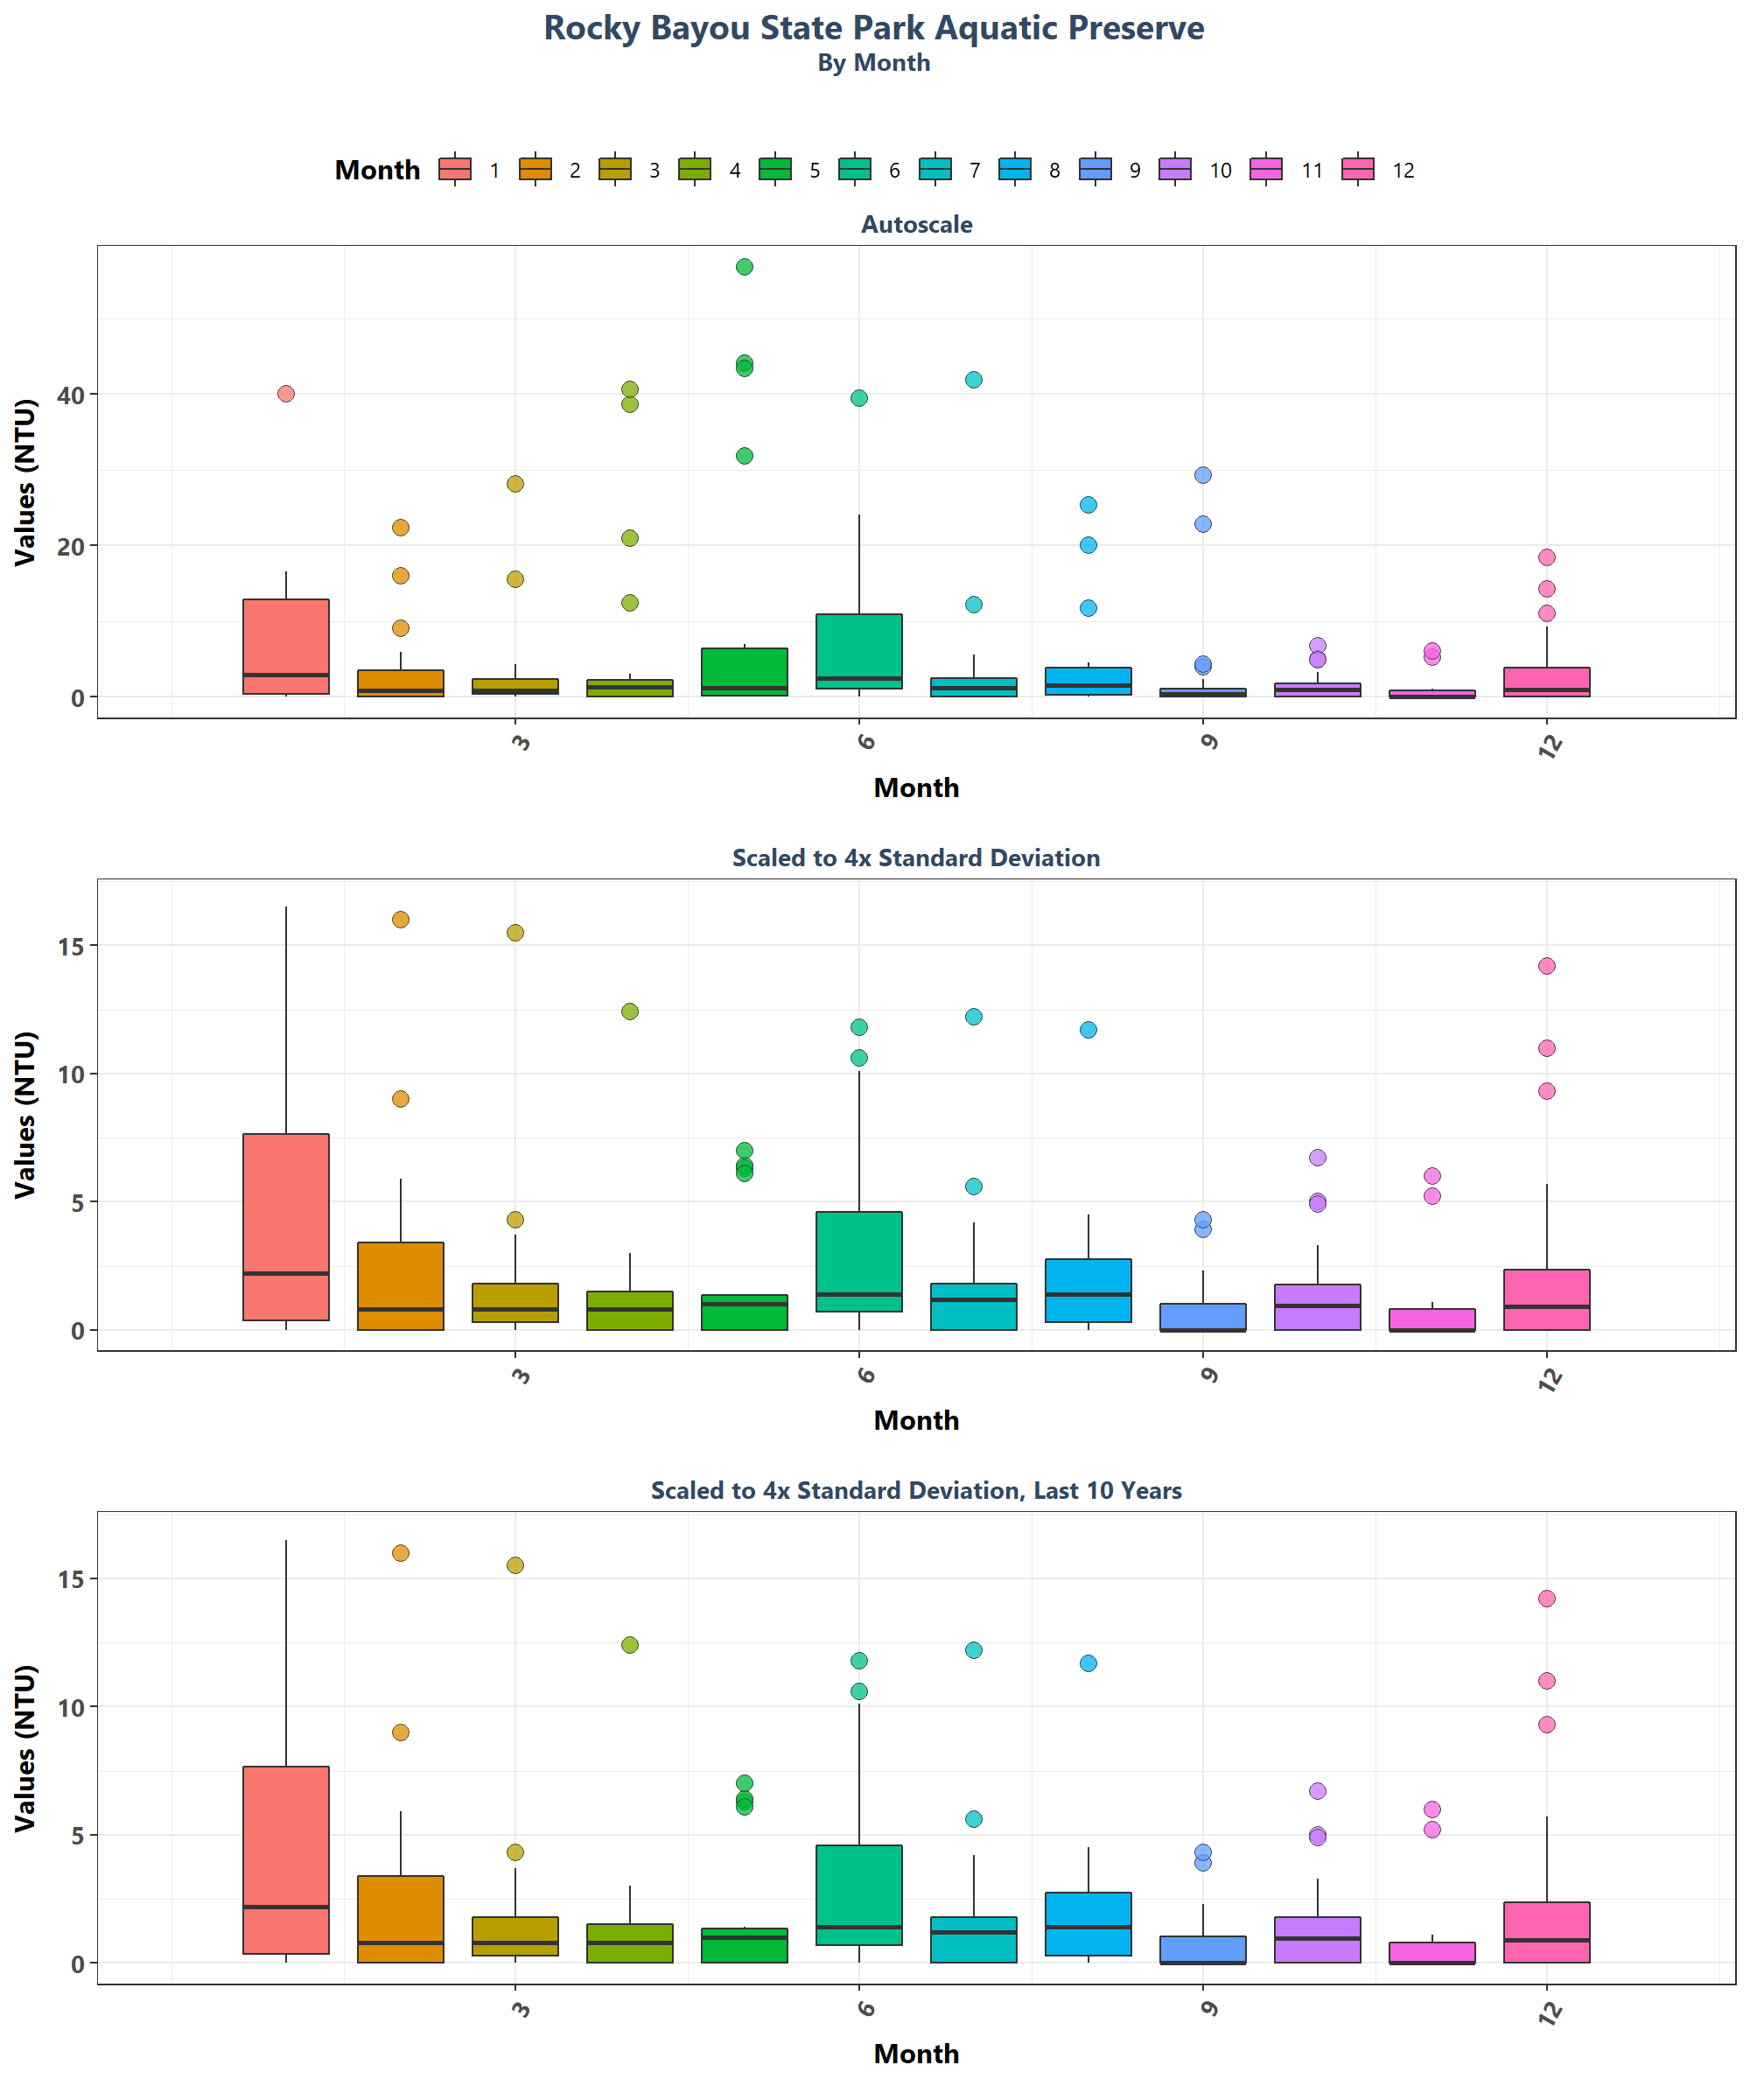 Rocky Bayou State Park Aquatic Preserve
By Month
Month 1 2 3 4 5 6 7 8 9 10 11 12
Autoscale
Values (NTU)
40
20
0
3 6 9 12
Month
Scaled to 4x Standard Deviation
Values (NTU)
15
10
5
0
3 6 9 12
Month
Scaled to 4x Standard Deviation, Last 10 Years
Values (NTU)
15
10
5
0
3 6 9 12
Month